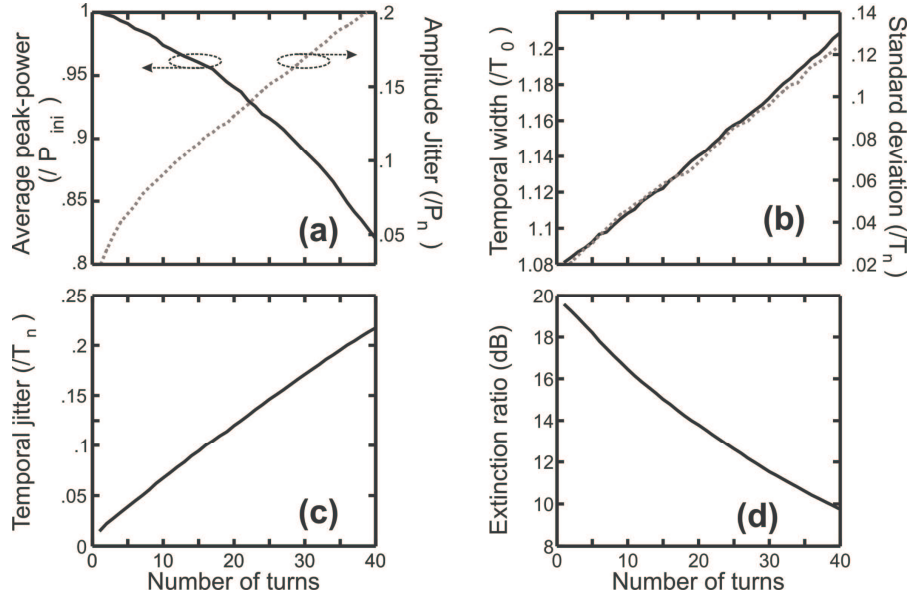 1
.95
.9
.85
.8
Average peak-power
(/ P ini )
.2
.15
.1
.05
Amplitude Jitter (/P n )
(a)
1.2
1.18
1.16
1.14
1.12
1.10
1.08
Temporal width (/T 0 )
.14
.12
.1
.08
.06
.04
.02
Standard deviation (/T n )
(b)
.25
.2
.15
.1
.05
0
Temporal jitter (/T n )
(c)
0 10 20 30 40
Number of turns
20
18
16
14
12
10
8
Extinction ratio (dB)
(d)
0 10 20 30 40
Number of turns